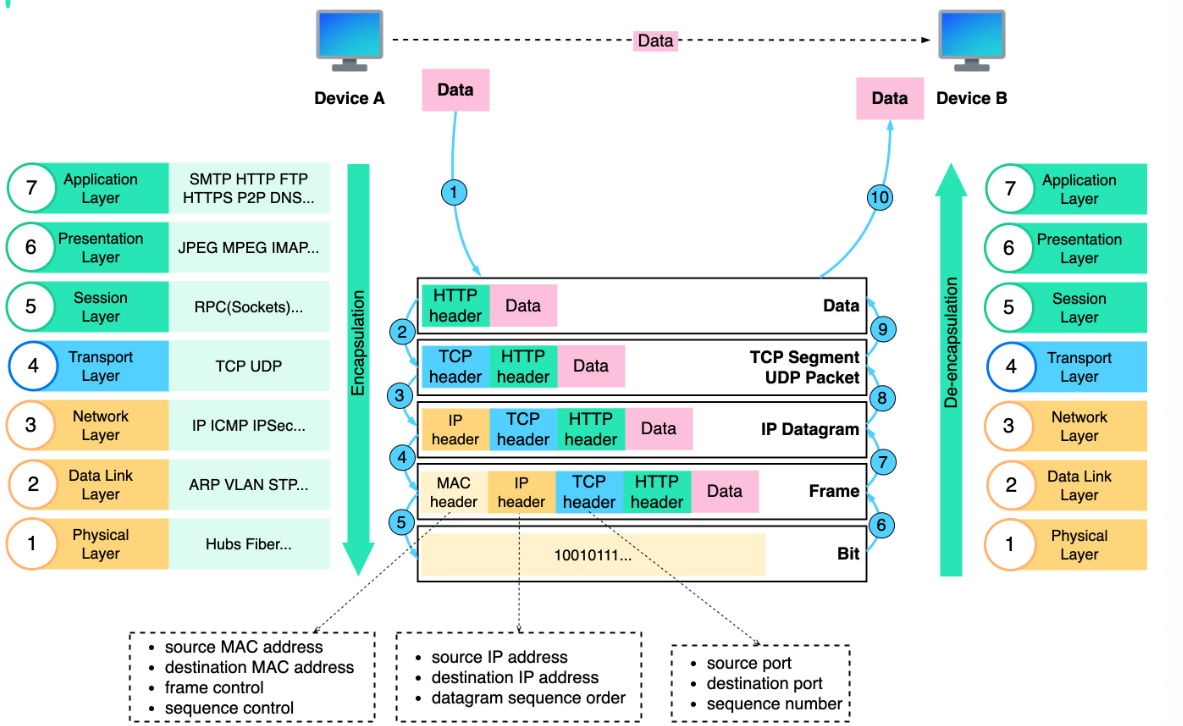 Data
Device A
Data
Data
Device B
1
10
7
Application
Layer
SMTP HTTP FTP
HTTPS P2P DNS...
6
Presentation
Layer
JPEG MPEG IMAP...
5
Session
Layer
RPC(Sockets)...
4
Transport
Layer
TCP UDP
3
Network
Layer
IP ICMP IPSec...
2
Data Link
Layer
ARP VLAN STP...
1
Physical
Layer
Hubs Fiber...
Encapsulation
HTTP
header
Data
Data
2
9
TCP
header
HTTP
header
Data
TCP Segment
UDP Packet
3
8
IP
header
TCP
header
HTTP
header
Data
IP Datagram
4
7
MAC
header
IP
header
TCP
header
HTTP
header
Data
Frame
5
6
10010111...
Bit
De-encapsulation
7
Application
Layer
6
Presentation
Layer
5
Session
Layer
4
Transport
Layer
3
Network
Layer
2
Data Link
Layer
1
Physical
Layer
• source MAC address
• destination MAC address
• frame control
• sequence control
• source IP address
• destination IP address
• datagram sequence order
• source port
• destination port
• sequence number